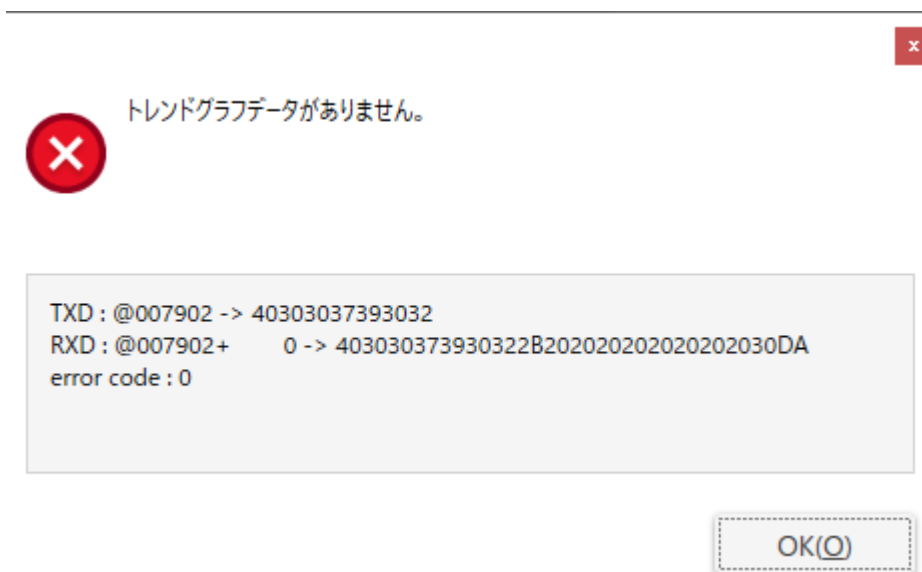 x
トレンドグラフデータがありません。
TXD : @007902 -> 40303037393032
RXD : @007902+        0 -> 403030373930322B202020202020202030DA
error code : 0
OK(O)